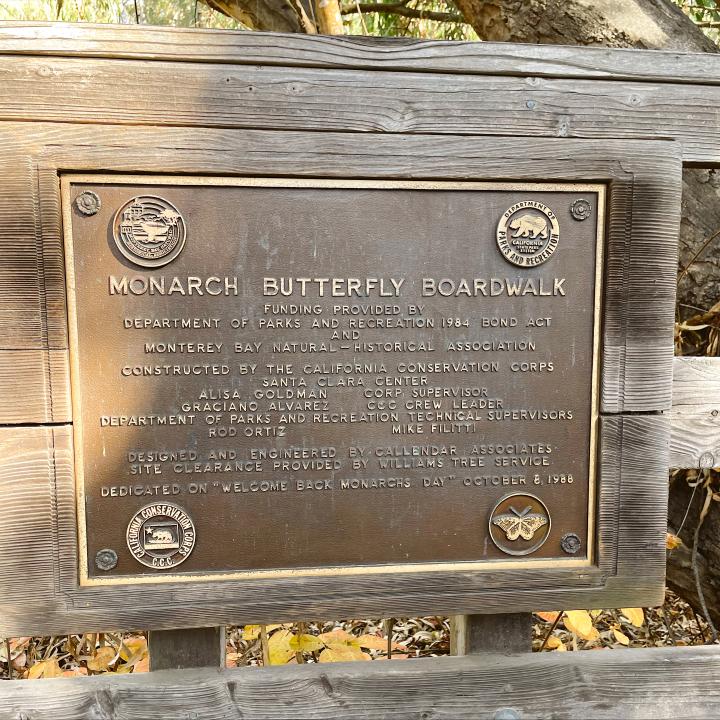 DEPARTMENT OF
PARKS AND RECREATION
CALIFORNIA
MONARCH BUTTERFLY BOARDWALK
FUNDING PROVIDED BY
DEPARTMENT OF PARKS AND RECREATION 1984 BOND ACT
AND
MONTEREY BAY NATURAL-HISTORICAL ASSOCIATION
CONSTRUCTED BY THE CALIFORNIA CONSERVATION CORPS
SANTA CLARA CENTER
ALISA GOLDMAN CORP. SUPERVISOR
GRACIANO ALVAREZ CCC CREW LEADER
DEPARTMENT OF PARKS AND RECREATION TECHNICAL SUPERVISORS
ROD ORTIZ MIKE FILITTI
DESIGNED AND ENGINEERED BY CALLENDAR ASSOCIATES
SITE CLEARANCE PROVIDED BY WILLIAMS TREE SERVICE
DEDICATED ON "WELCOME BACK MONARCHS DAY" OCTOBER 8, 1988
CALIFORNIA CONSERVATION CORPS
C.C.C.